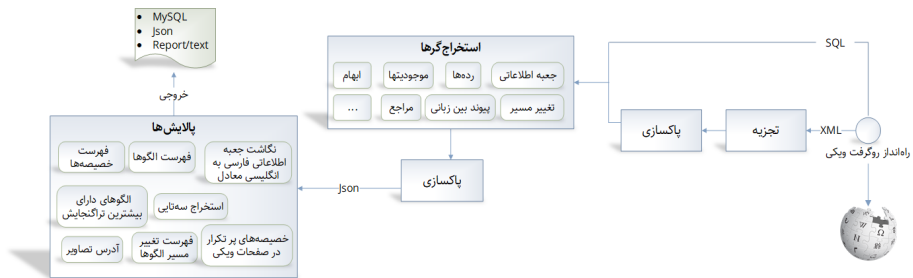 راه‌انداز روگرفت ویکی
SQL
XML
تجزیه
پاکسازی
استخراج‌گرها
جعبه اطلاعاتی
رده‌ها
موجودیتها
ابهام
تغییر مسیر
پیوند بین زبانی
مراجع
...
پاکسازی
Json
پالایش‌ها
نگاشت جعبه
اطلاعاتی فارسی به
انگلیسی معادل
فهرست الگوها
فهرست
خصیصه‌ها
استخراج سه‌تایی
الگوهای دارای
بیشترین تراگنجایش
خصیصه‌های پر تکرار
در صفحات ویکی
فهرست تغییر
مسیر الگوها
آدرس تصاویر
خروجی
• MySQL
• Json
• Report/text